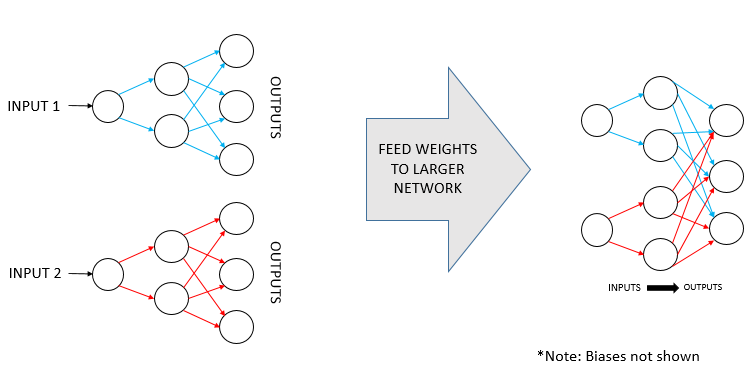 INPUT 1
OUTPUTS
FEED WEIGHTS
TO LARGER
NETWORK
INPUT 2
OUTPUTS
INPUTS
OUTPUTS
*Note: Biases not shown